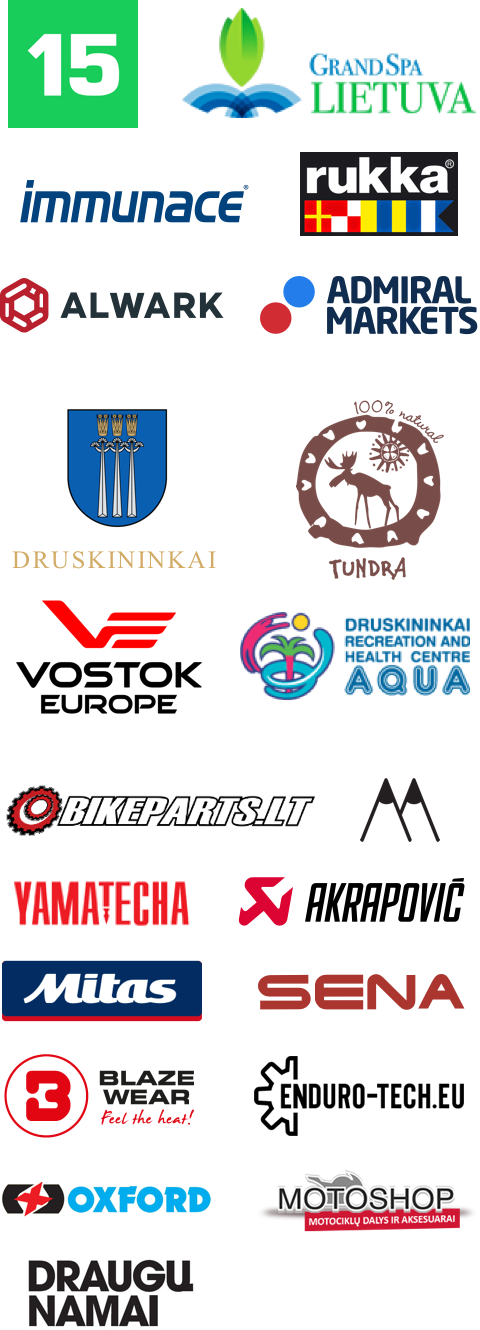 15
GRAND SPA
LIETUVA
immunace®
rukka®
ALWARK
ADMIRAL
MARKETS
DRUSKININKAI
100% natural
TUNDRA
VOSTOK
EUROPE
DRUSKININKAI
RECREATION AND
HEALTH CENTRE
AQUA
BIKEPARTS.LT
YAMATECHA
AKRAPOVIČ
Mitas
SENA
BLAZE
WEAR
Feel the heat!
ENDURO-TECH.EU
OXFORD
MOTOSHOP
MOTOCIKLŲ DALYS IR AKSESUARAI
DRAUGŲ
NAMAI